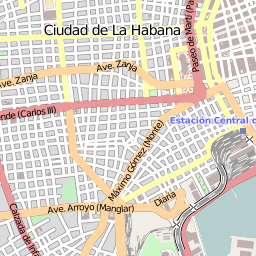 Ciudad de La Habana
Ave. Zanja
Ave. Zanja
Paseo de Martí (Pa
nde (Carlos III)
Estación Central d
Máximo Gómez (Monte)
Ave. Arroyo (Manglar)
Diaria
Calzada de Infa